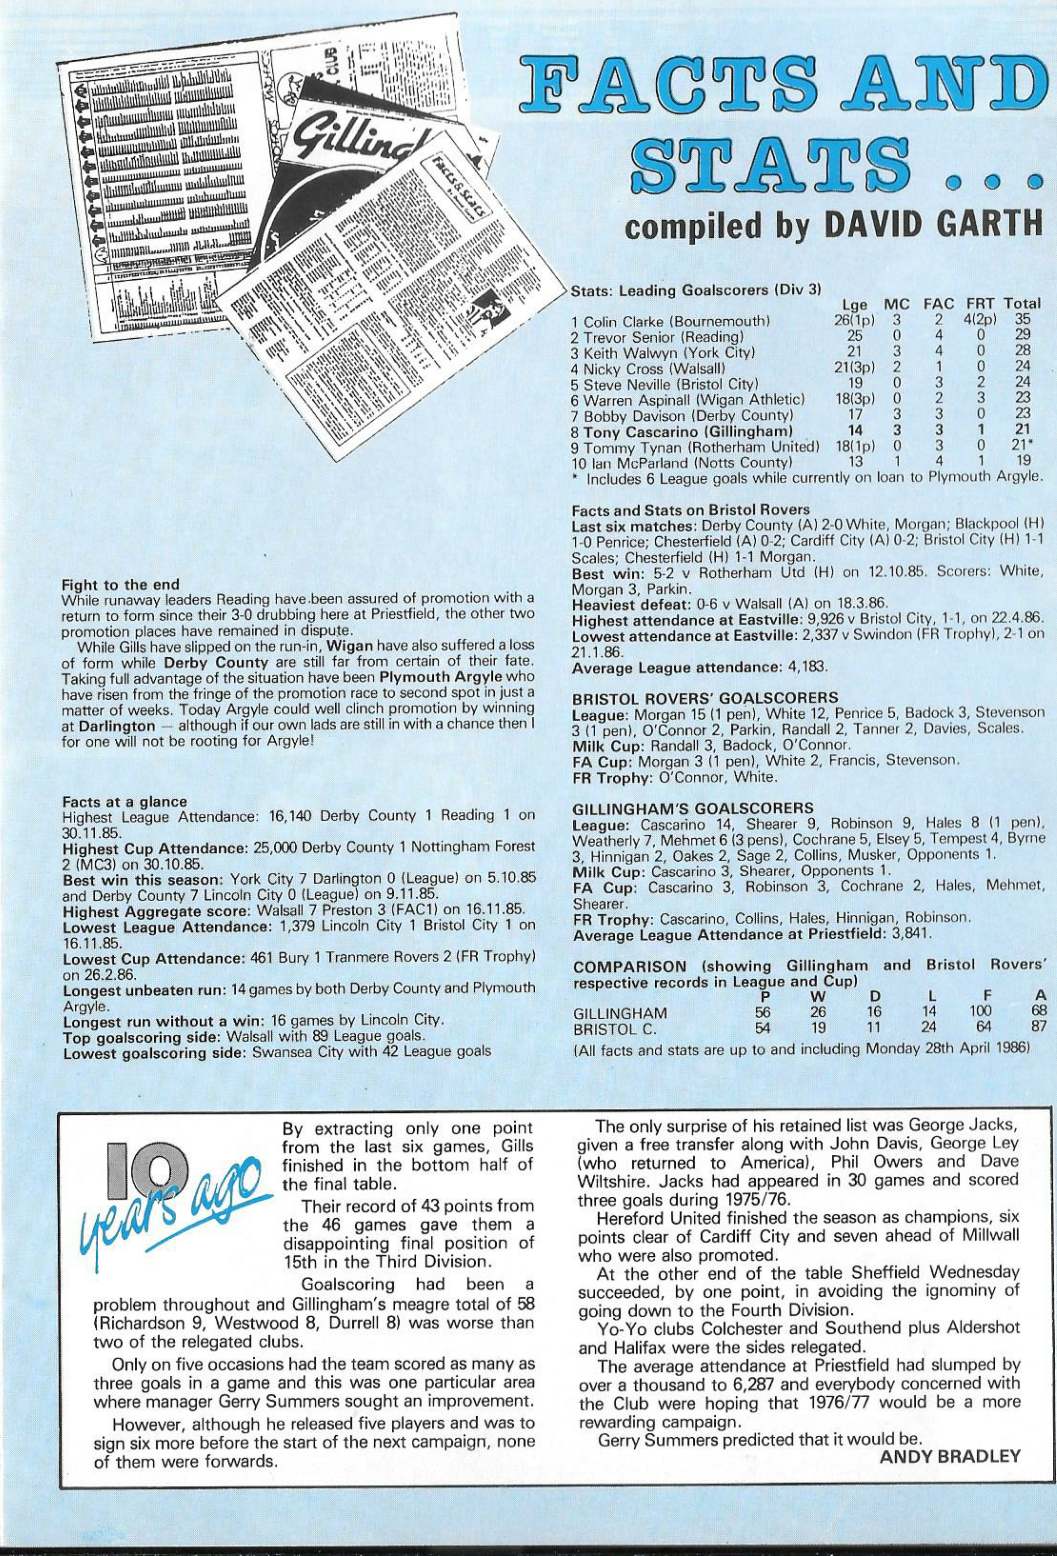 Gilling
Facts & Stats
CLUB
FACTS AND
STATS ...
compiled by DAVID GARTH
Stats: Leading Goalscorers (Div 3)
Lge MC FAC FRT Total
1 Colin Clarke (Bournemouth) 26(1p) 3 2 4(2p) 35
2 Trevor Senior (Reading) 25 0 4 0 29
3 Keith Walwyn (York City) 21 3 4 0 28
4 Nicky Cross (Walsall) 21(3p) 2 1 0 24
5 Steve Neville (Bristol City) 19 0 3 2 24
6 Warren Aspinall (Wigan Athletic) 18(3p) 0 2 3 23
7 Bobby Davison (Derby County) 17 3 3 0 23
8 Tony Cascarino (Gillingham) 14 3 3 1 21
9 Tommy Tynan (Rotherham United) 18(1p) 0 3 0 21*
10 Ian McParland (Notts County) 13 1 4 1 19
* Includes 6 League goals while currently on loan to Plymouth Argyle.
Facts and Stats on Bristol Rovers
Last six matches: Derby County (A) 2-0 White, Morgan; Blackpool (H)
1-0 Penrice; Chesterfield (A) 0-2; Cardiff City (A) 0-2; Bristol City (H) 1-1
Scales; Chesterfield (H) 1-1 Morgan.
Best win: 5-2 v Rotherham Utd (H) on 12.10.85. Scorers: White,
Morgan 3, Parkin.
Heaviest defeat: 0-6 v Walsall (A) on 18.3.86.
Highest attendance at Eastville: 9,926 v Bristol City, 1-1, on 22.4.86.
Lowest attendance at Eastville: 2,337 v Swindon (FR Trophy), 2-1 on
21.1.86.
Average League attendance: 4,183.
BRISTOL ROVERS' GOALSCORERS
League: Morgan 15 (1 pen), White 12, Penrice 5, Badock 3, Stevenson
3 (1 pen), O'Connor 2, Parkin, Randall 2, Tanner 2, Davies, Scales.
Milk Cup: Randall 3, Badock, O'Connor.
FA Cup: Morgan 3 (1 pen), White 2, Francis, Stevenson.
FR Trophy: O'Connor, White.
GILLINGHAM'S GOALSCORERS
League: Cascarino 14, Shearer 9, Robinson 9, Hales 8 (1 pen),
Weatherly 7, Mehmet 6 (3 pens), Cochrane 5, Elsey 5, Tempest 4, Byrne
3, Hinnigan 2, Oakes 2, Sage 2, Collins, Musker, Opponents 1.
Milk Cup: Cascarino 3, Shearer, Opponents 1.
FA Cup: Cascarino 3, Robinson 3, Cochrane 2, Hales, Mehmet,
Shearer.
FR Trophy: Cascarino, Collins, Hales, Hinnigan, Robinson.
Average League Attendance at Priestfield: 3,841.
COMPARISON (showing Gillingham and Bristol Rovers'
respective records in League and Cup)
P W D L F A
GILLINGHAM 56 26 16 14 100 68
BRISTOL C. 54 19 11 24 64 87
(All facts and stats are up to and including Monday 28th April 1986)
Fight to the end
While runaway leaders Reading have been assured of promotion with a
return to form since their 3-0 drubbing here at Priestfield, the other two
promotion places have remained in dispute.
While Gills have slipped on the run-in, Wigan have also suffered a loss
of form while Derby County are still far from certain of their fate.
Taking full advantage of the situation have been Plymouth Argyle who
have risen from the fringe of the promotion race to second spot in just a
matter of weeks. Today Argyle could well clinch promotion by winning
at Darlington — although if our own lads are still in with a chance then I
for one will not be rooting for Argyle!
Facts at a glance
Highest League Attendance: 16,140 Derby County 1 Reading 1 on
30.11.85.
Highest Cup Attendance: 25,000 Derby County 1 Nottingham Forest
2 (MC3) on 30.10.85.
Best win this season: York City 7 Darlington 0 (League) on 5.10.85
and Derby County 7 Lincoln City 0 (League) on 9.11.85.
Highest Aggregate score: Walsall 7 Preston 3 (FAC1) on 16.11.85.
Lowest League Attendance: 1,379 Lincoln City 1 Bristol City 1 on
16.11.85.
Lowest Cup Attendance: 461 Bury 1 Tranmere Rovers 2 (FR Trophy)
on 26.2.86.
Longest unbeaten run: 14 games by both Derby County and Plymouth
Argyle.
Longest run without a win: 16 games by Lincoln City.
Top goalscoring side: Walsall with 89 League goals.
Lowest goalscoring side: Swansea City with 42 League goals
10
years ago
By extracting only one point
from the last six games, Gills
finished in the bottom half of
the final table.
Their record of 43 points from
the 46 games gave them a
disappointing final position of
15th in the Third Division.
Goalscoring had been a
problem throughout and Gillingham's meagre total of 58
(Richardson 9, Westwood 8, Durrell 8) was worse than
two of the relegated clubs.
Only on five occasions had the team scored as many as
three goals in a game and this was one particular area
where manager Gerry Summers sought an improvement.
However, although he released five players and was to
sign six more before the start of the next campaign, none
of them were forwards.
The only surprise of his retained list was George Jacks,
given a free transfer along with John Davis, George Ley
(who returned to America), Phil Owers and Dave
Wiltshire. Jacks had appeared in 30 games and scored
three goals during 1975/76.
Hereford United finished the season as champions, six
points clear of Cardiff City and seven ahead of Millwall
who were also promoted.
At the other end of the table Sheffield Wednesday
succeeded, by one point, in avoiding the ignominy of
going down to the Fourth Division.
Yo-Yo clubs Colchester and Southend plus Aldershot
and Halifax were the sides relegated.
The average attendance at Priestfield had slumped by
over a thousand to 6,287 and everybody concerned with
the Club were hoping that 1976/77 would be a more
rewarding campaign.
Gerry Summers predicted that it would be.
ANDY BRADLEY